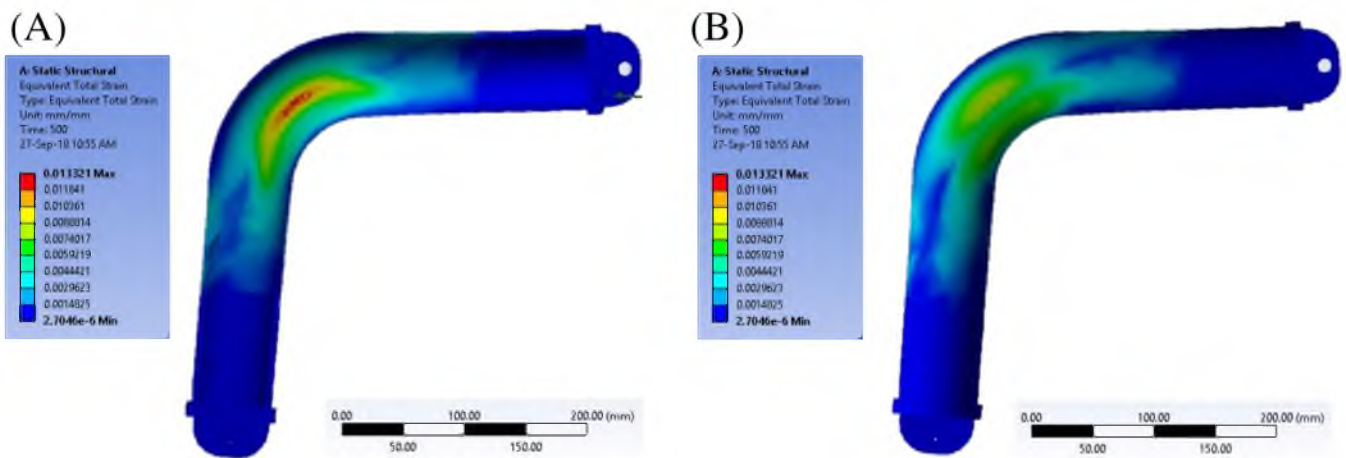 (A)
A: Static Structural
Equivalent Total Strain
Type: Equivalent Total Strain
Unit: mm/mm
Time: 500
27-Sep-18 10:55 AM
0.013321 Max
0.011841
0.010361
0.0088814
0.0074017
0.0059219
0.0044421
0.0029623
0.0014825
2.7046e-6 Min
0.00
100.00
200.00 (mm)
50.00
150.00
(B)
A: Static Structural
Equivalent Total Strain
Type: Equivalent Total Strain
Unit: mm/mm
Time: 500
27-Sep-18 10:55 AM
0.013321 Max
0.011841
0.010361
0.0088814
0.0074017
0.0059219
0.0044421
0.0029623
0.0014825
2.7046e-6 Min
0.00
100.00
200.00 (mm)
50.00
150.00